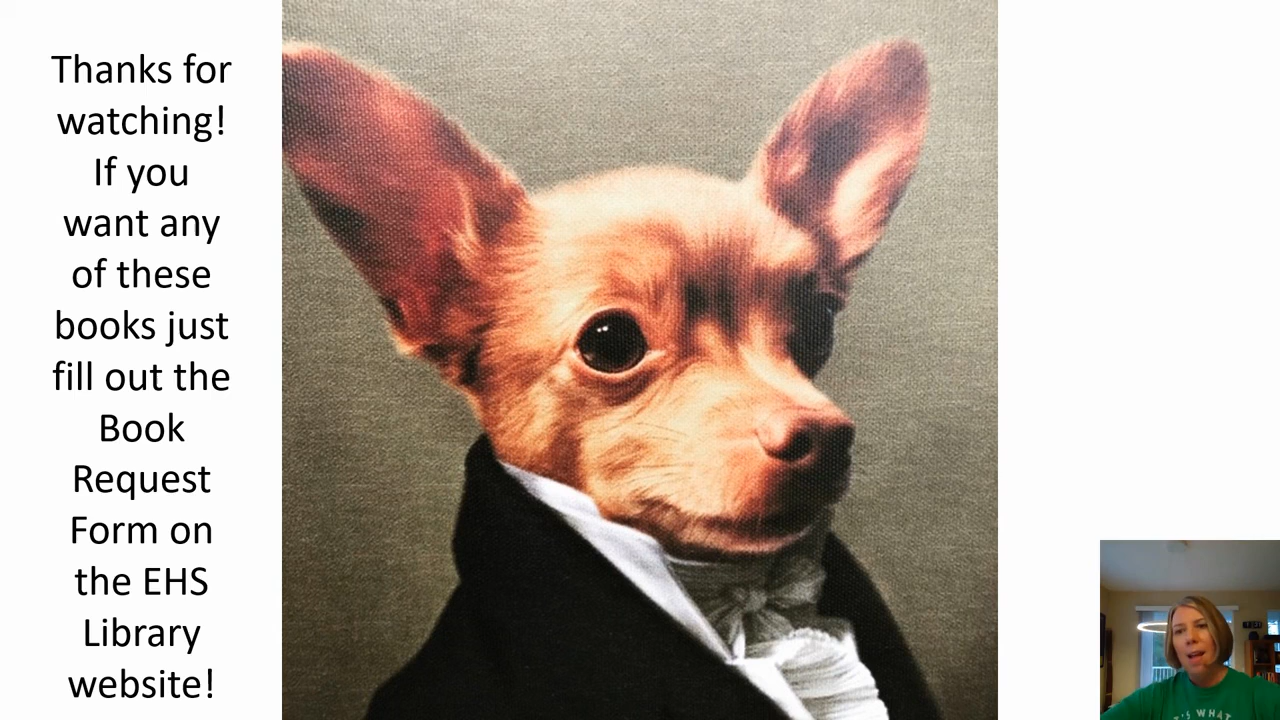 Thanks for
watching!
If you
want any
of these
books just
fill out the
Book
Request
Form on
the EHS
Library
website!
T'S WHAT